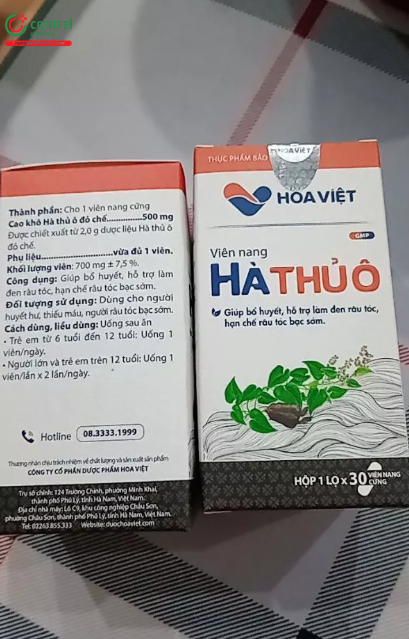 central
Thành phần: Cho 1 viên nang cứng
Cao khô Hà thủ ô đỏ chế................500 mg
Được chiết xuất từ 2,0 g dược liệu Hà thủ ô
đỏ chế.
Phụ liệu........................vừa đủ 1 viên.
Khối lượng viên: 700 mg ± 7,5 %.
Công dụng: Giúp bổ huyết, hỗ trợ làm
đen râu tóc, hạn chế râu tóc bạc sớm.
Đối tượng sử dụng: Dùng cho người
huyết hư, thiếu máu, người râu tóc bạc sớm.
Cách dùng, liều dùng: Uống sau ăn
• Trẻ em từ 6 tuổi đến 12 tuổi: Uống 1
viên/ngày.
• Người lớn và trẻ em trên 12 tuổi: Uống 1
viên/lần x 2 lần/ngày.
Hotline 08.3333.1999
Thương nhân chịu trách nhiệm về chất lượng và sản xuất sản phẩm
CÔNG TY CỔ PHẦN DƯỢC PHẨM HOA VIỆT
Trụ sở chính: 124 Trường Chinh, phường Minh Khai,
thành phố Phủ Lý, tỉnh Hà Nam, Việt Nam.
Địa chỉ nhà máy: Lô C9, khu công nghiệp Châu Sơn,
phường Châu Sơn, thành phố Phủ Lý, tỉnh Hà Nam, Việt Nam.
Tel: 02263.855.333 Website: duochoaviet.com
THỰC PHẨM BẢO
HOAVIỆT
HOAVIỆT
GMP
Viên nang
HÀ THỦ Ô
Giúp bổ huyết, hỗ trợ làm đen râu tóc,
hạn chế râu tóc bạc sớm.
HỘP 1 LỌ x 30 VIÊN NANG
CỨNG